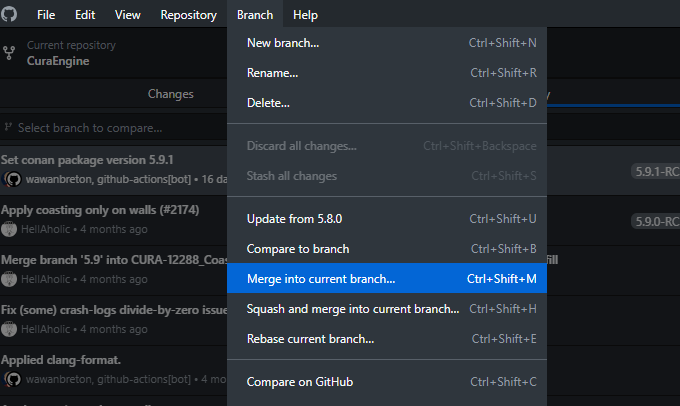 File Edit View Repository Branch Help
Current repository
CuraEngine
New branch... Ctrl+Shift+N
Rename... Ctrl+Shift+R
Changes
Delete... Ctrl+Shift+D
Select branch to compare...
Discard all changes... Ctrl+Shift+Backspace
Set conan package version 5.9.1
Stash all changes Ctrl+Shift+S
wawanbreton, github-actions[bot] • 16 da
5.9.1-RC
Apply coasting only on walls (#2174)
Update from 5.8.0 Ctrl+Shift+U
5.9.0-RC
HellAholic • 4 months ago
Compare to branch Ctrl+Shift+B
Merge branch '5.9' into CURA-12288_Coas
fill
Merge into current branch... Ctrl+Shift+M
HellAholic • 4 months ago
Fix (some) crash-logs divide-by-zero issue
Squash and merge into current branch... Ctrl+Shift+H
HellAholic • 4 months ago
Rebase current branch... Ctrl+Shift+E
Applied clang-format.
wawanbreton, github-actions[bot] • 4 mo
Compare on GitHub Ctrl+Shift+C